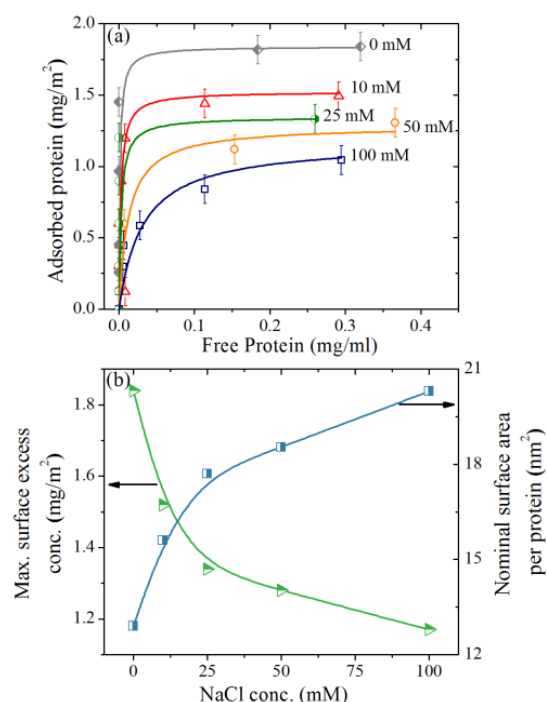 (a)
2.0
1.5
1.0
0.5
0.0
Adsorbed protein (mg/m²)
0 mM
10 mM
25 mM
50 mM
100 mM
0.0 0.1 0.2 0.3 0.4
Free Protein (mg/ml)
(b)
1.8
1.6
1.4
1.2
Max. surface excess
conc. (mg/m²)
21
18
15
12
Nominal surface area
per protein (nm²)
0 25 50 75 100
NaCl conc. (mM)